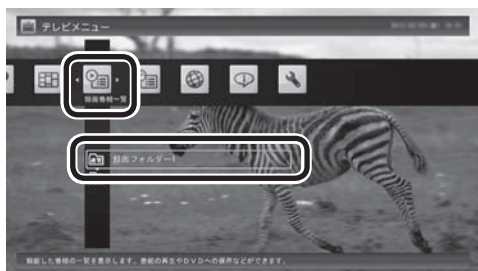 テレビメニュー
録画番組一覧
録画フォルダー1
録画した番組の一覧を表示します。番組の再生やDVDへの保存などができます。